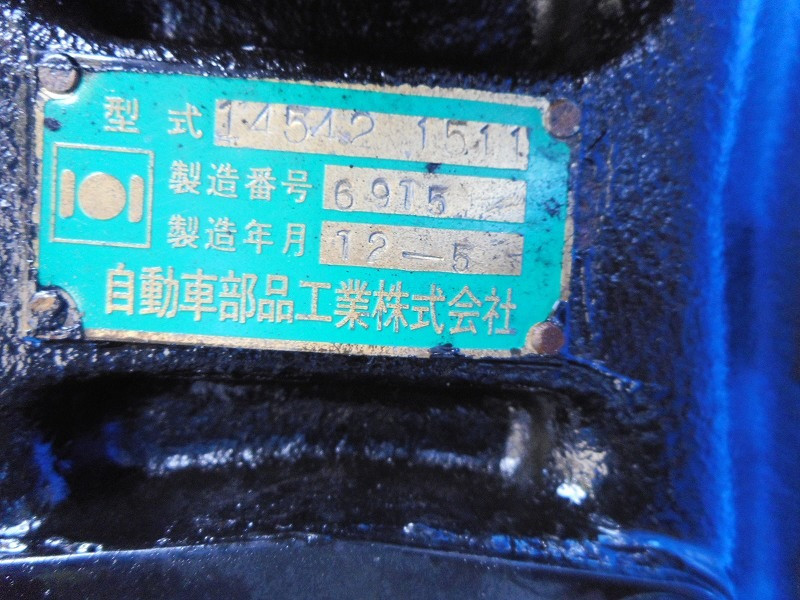 型式 14542 1511
製造番号 6915
製造年月 12-5
自動車部品工業株式会社